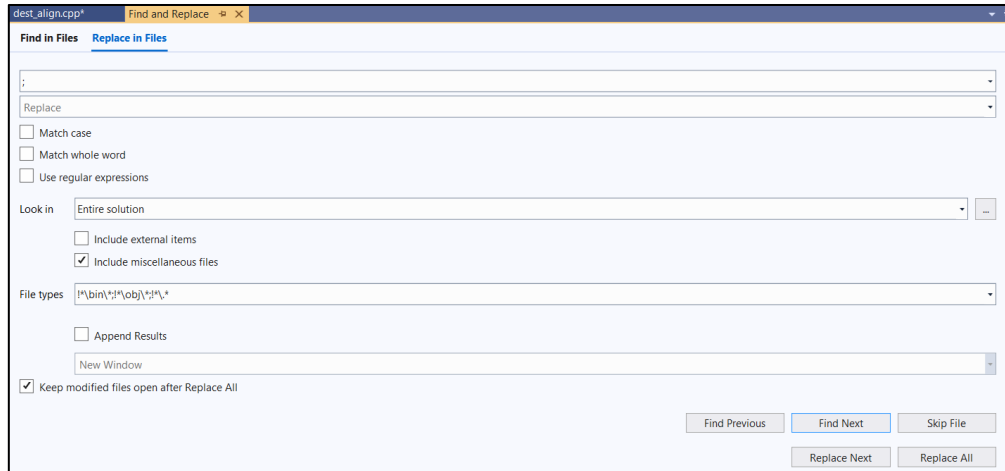 dest_align.cpp*
Find and Replace
Find in Files Replace in Files
;
Replace
Match case
Match whole word
Use regular expressions
Look in Entire solution ...
Include external items
Include miscellaneous files
File types !*\bin\*;!*\obj\*;!*\.*
Append Results
New Window
Keep modified files open after Replace All
Find Previous Find Next Skip File
Replace Next Replace All